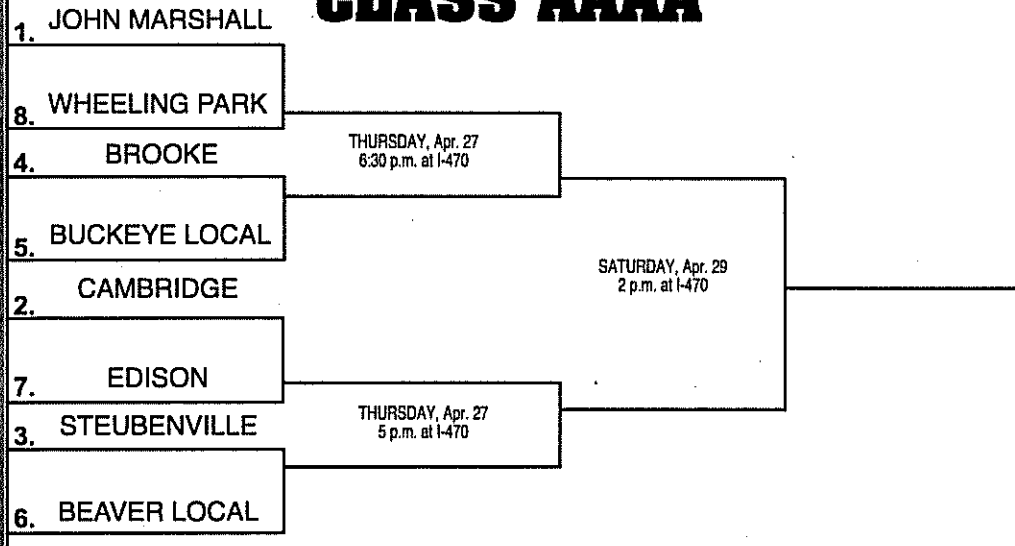 CLASS AAAA
1. JOHN MARSHALL
8. WHEELING PARK
THURSDAY, Apr. 27
6:30 p.m. at I-470
4. BROOKE
5. BUCKEYE LOCAL
SATURDAY, Apr. 29
2 p.m. at I-470
2. CAMBRIDGE
7. EDISON
THURSDAY, Apr. 27
5 p.m. at I-470
3. STEUBENVILLE
6. BEAVER LOCAL